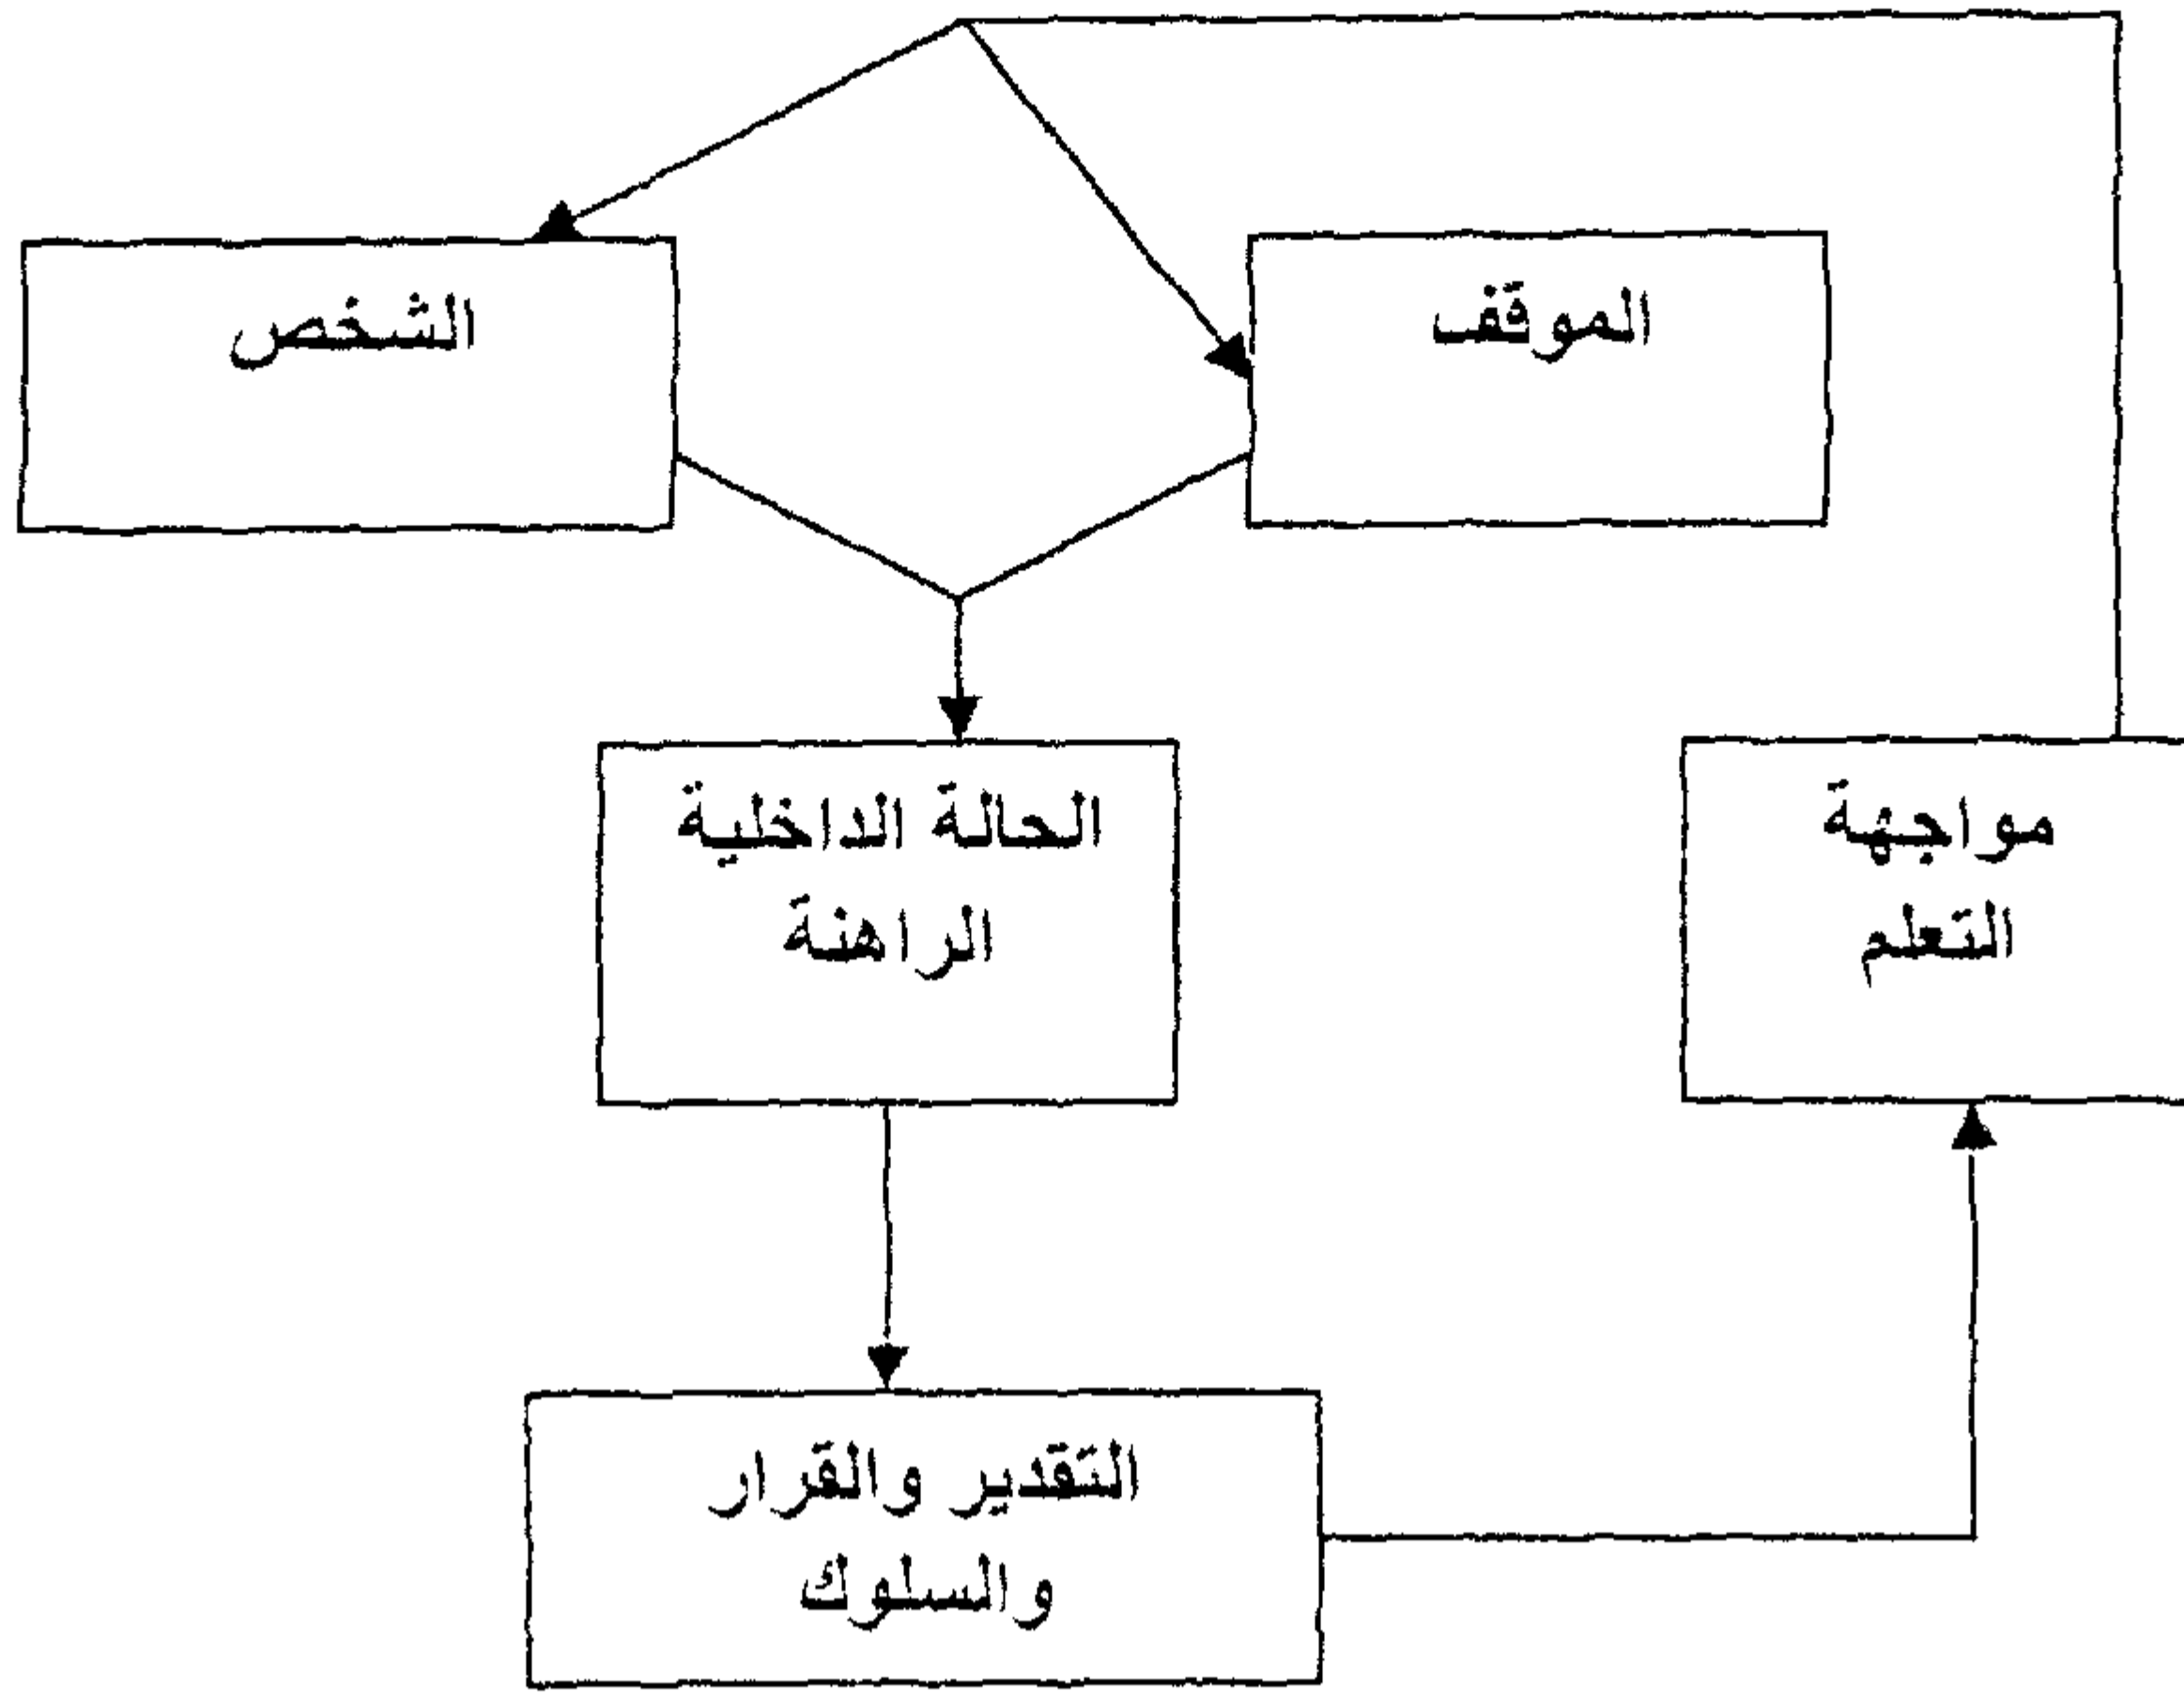 الموقف
الشخص
الحالة الداخلية
الراهنة
مواجهة
التعلم
التقدير والقرار
والسلوك